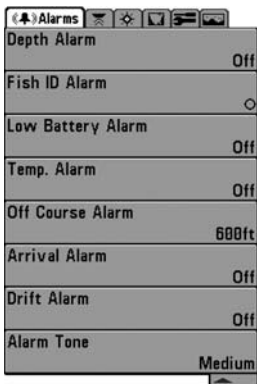 Alarms
Depth Alarm
Off
Fish ID Alarm
Low Battery Alarm
Off
Temp. Alarm
Off
Off Course Alarm
600ft
Arrival Alarm
Off
Drift Alarm
Off
Alarm Tone
Medium